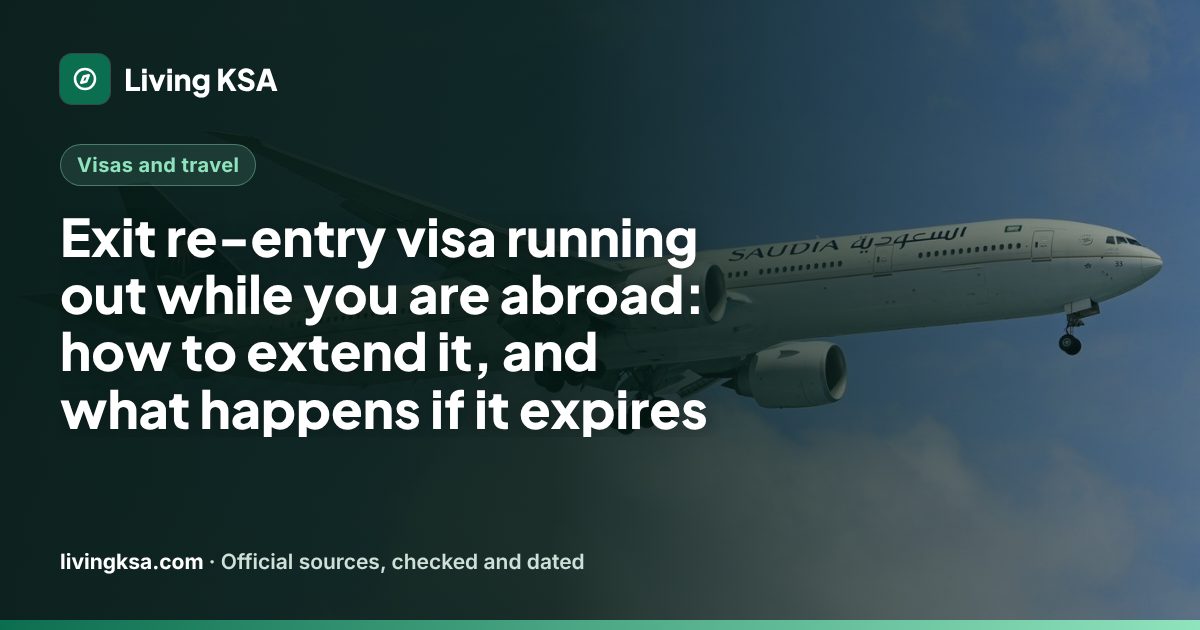 Living KSA
Visas and travel
Exit re-entry visa running
out while you are abroad:
how to extend it, and
what happens if it expires
SAUDIA السعودية
33
livingksa.com · Official sources, checked and dated